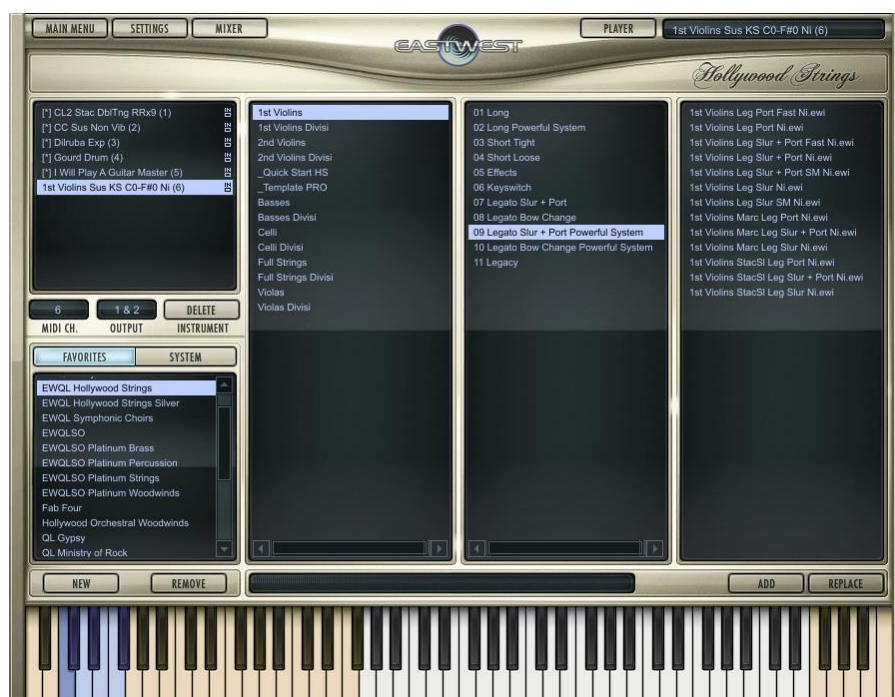 MAIN MENU
SETTINGS
MIXER
EASTWEST
PLAYER
1st Violins Sus KS C0-F#0 Ni (6)
Hollywood Strings
[*] CL2 Stac DblTng RRx9 (1)
[*] CC Sus Non Vib (2)
[*] Dilruba Exp (3)
[*] Gourd Drum (4)
[*] I Will Play A Guitar Master (5)
1st Violins Sus KS C0-F#0 Ni (6)
6
1 & 2
DELETE
MIDI CH.
OUTPUT
INSTRUMENT
FAVORITES
SYSTEM
EWQL Hollywood Strings
EWQL Hollywood Strings Silver
EWQL Symphonic Choirs
EWQLSO
EWQLSO Platinum Brass
EWQLSO Platinum Percussion
EWQLSO Platinum Strings
EWQLSO Platinum Woodwinds
Fab Four
Hollywood Orchestral Woodwinds
QL Gypsy
QL Ministy of Rock
1st Violins
1st Violins Divisi
2nd Violins
2nd Violins Divisi
_Quick Start HS
_Template PRO
Basses
Basses Divisi
Celli
Celli Divisi
Full Strings
Full Strings Divisi
Violas
Violas Divisi
01 Long
02 Long Powerful System
03 Short Tight
04 Short Loose
05 Effects
06 Keyswitch
07 Legato Slur + Port
08 Legato Bow Change
09 Legato Slur + Port Powerful System
10 Legato Bow Change Powerful System
11 Legacy
1st Violins Leg Port Fast Ni.ewi
1st Violins Leg Port Ni.ewi
1st Violins Leg Slur + Port Fast Ni.ewi
1st Violins Leg Slur + Port Ni.ewi
1st Violins Leg Slur + Port SM Ni.ewi
1st Violins Leg Slur Ni.ewi
1st Violins Leg Slur SM Ni.ewi
1st Violins Marc Leg Port Ni.ewi
1st Violins Marc Leg Slur + Port Ni.ewi
1st Violins Marc Leg Slur Ni.ewi
1st Violins StacSl Leg Port Ni.ewi
1st Violins StacSl Leg Slur + Port Ni.ewi
1st Violins StacSl Leg Slur Ni.ewi
NEW
REMOVE
ADD
REPLACE